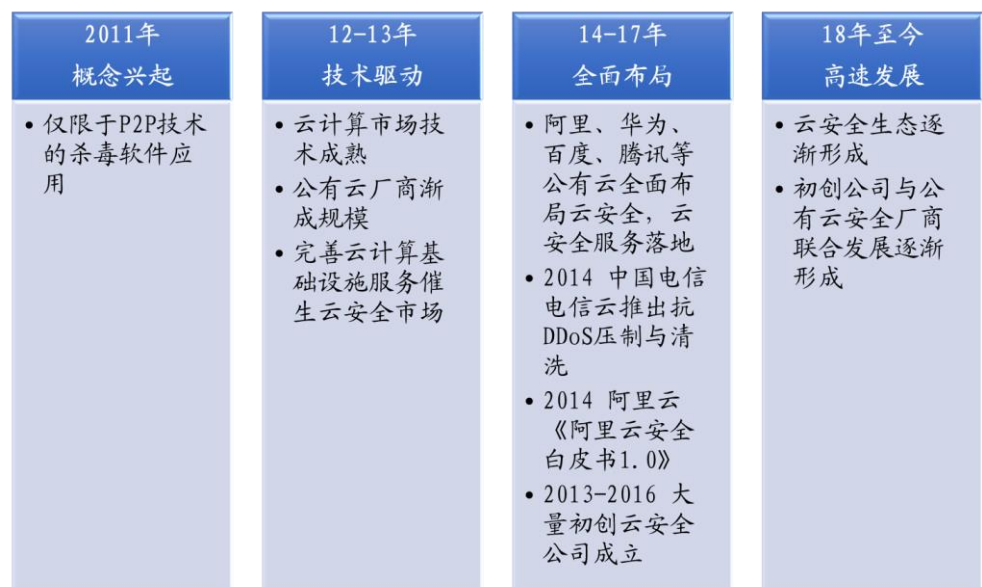 2011年
概念兴起
• 仅限于P2P技术
的杀毒软件应
用
12-13年
技术驱动
• 云计算市场技
术成熟
• 公有云厂商渐
成规模
• 完善云计算基
础设施服务催
生云安全市场
14-17年
全面布局
• 阿里、华为、
百度、腾讯等
公有云全面布
局云安全，云
安全服务落地
• 2014 中国电信
电信云推出抗
DDoS压制与清
洗
• 2014 阿里云
《阿里云安全
白皮书1.0》
• 2013-2016 大
量初创云安全
公司成立
18年至今
高速发展
• 云安全生态逐
渐形成
• 初创公司与公
有云安全厂商
联合发展逐渐
形成